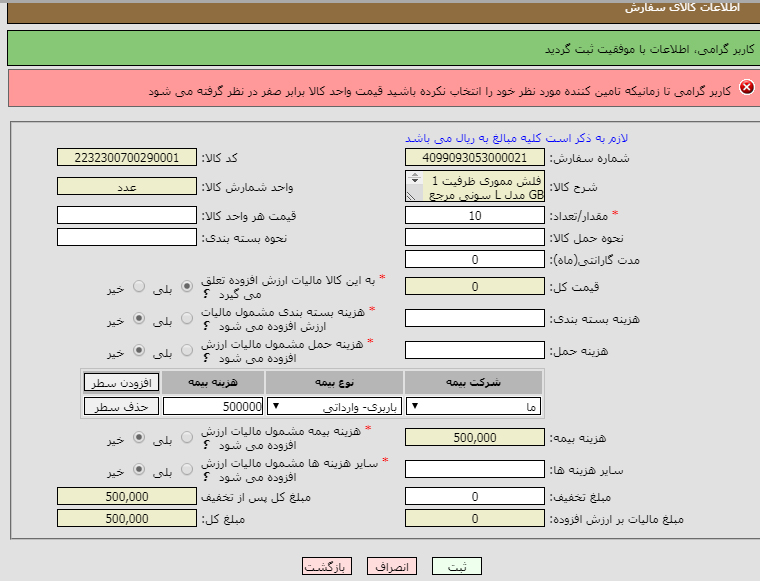 اطلاعات کالای سفارش
کاربر گرامی، اطلاعات با موفقیت ثبت گردید
کاربر گرامی تا زمانیکه تامین کننده مورد نظر خود را انتخاب نکرده باشید قیمت واحد کالا برابر صفر در نظر گرفته می شود
لازم به ذکر است کلیه مبالغ به ریال می باشد
شماره سفارش: 4099093053000021 کد کالا: 2232300700290001
شرح کالا: فلش مموری ظرفیت 1
GB مدل L سونی مرجع
واحد شمارش کالا: عدد
* مقدار/تعداد: 10 قیمت هر واحد کالا:
نحوه حمل کالا: نحوه بسته بندی:
مدت گارانتی(ماه): 0
قیمت کل: 0 * به این کالا مالیات ارزش افزوده تعلق
می گیرد ؟ بلی خیر
هزینه بسته بندی: * هزینه بسته بندی مشمول مالیات
ارزش افزوده می شود ؟ بلی خیر
هزینه حمل: * هزینه حمل مشمول مالیات ارزش
افزوده می شود ؟ بلی خیر
شرکت بیمه نوع بیمه هزینه بیمه افزودن سطر
ما باربری- وارداتی 500000 حذف سطر
هزینه بیمه: 500,000 * هزینه بیمه مشمول مالیات ارزش
افزوده می شود ؟ بلی خیر
سایر هزینه ها: * سایر هزینه ها مشمول مالیات ارزش
افزوده می شود ؟ بلی خیر
مبلغ تخفیف: 0 مبلغ کل پس از تخفیف 500,000
مبلغ مالیات بر ارزش افزوده: 0 مبلغ کل: 500,000
ثبت انصراف بازگشت